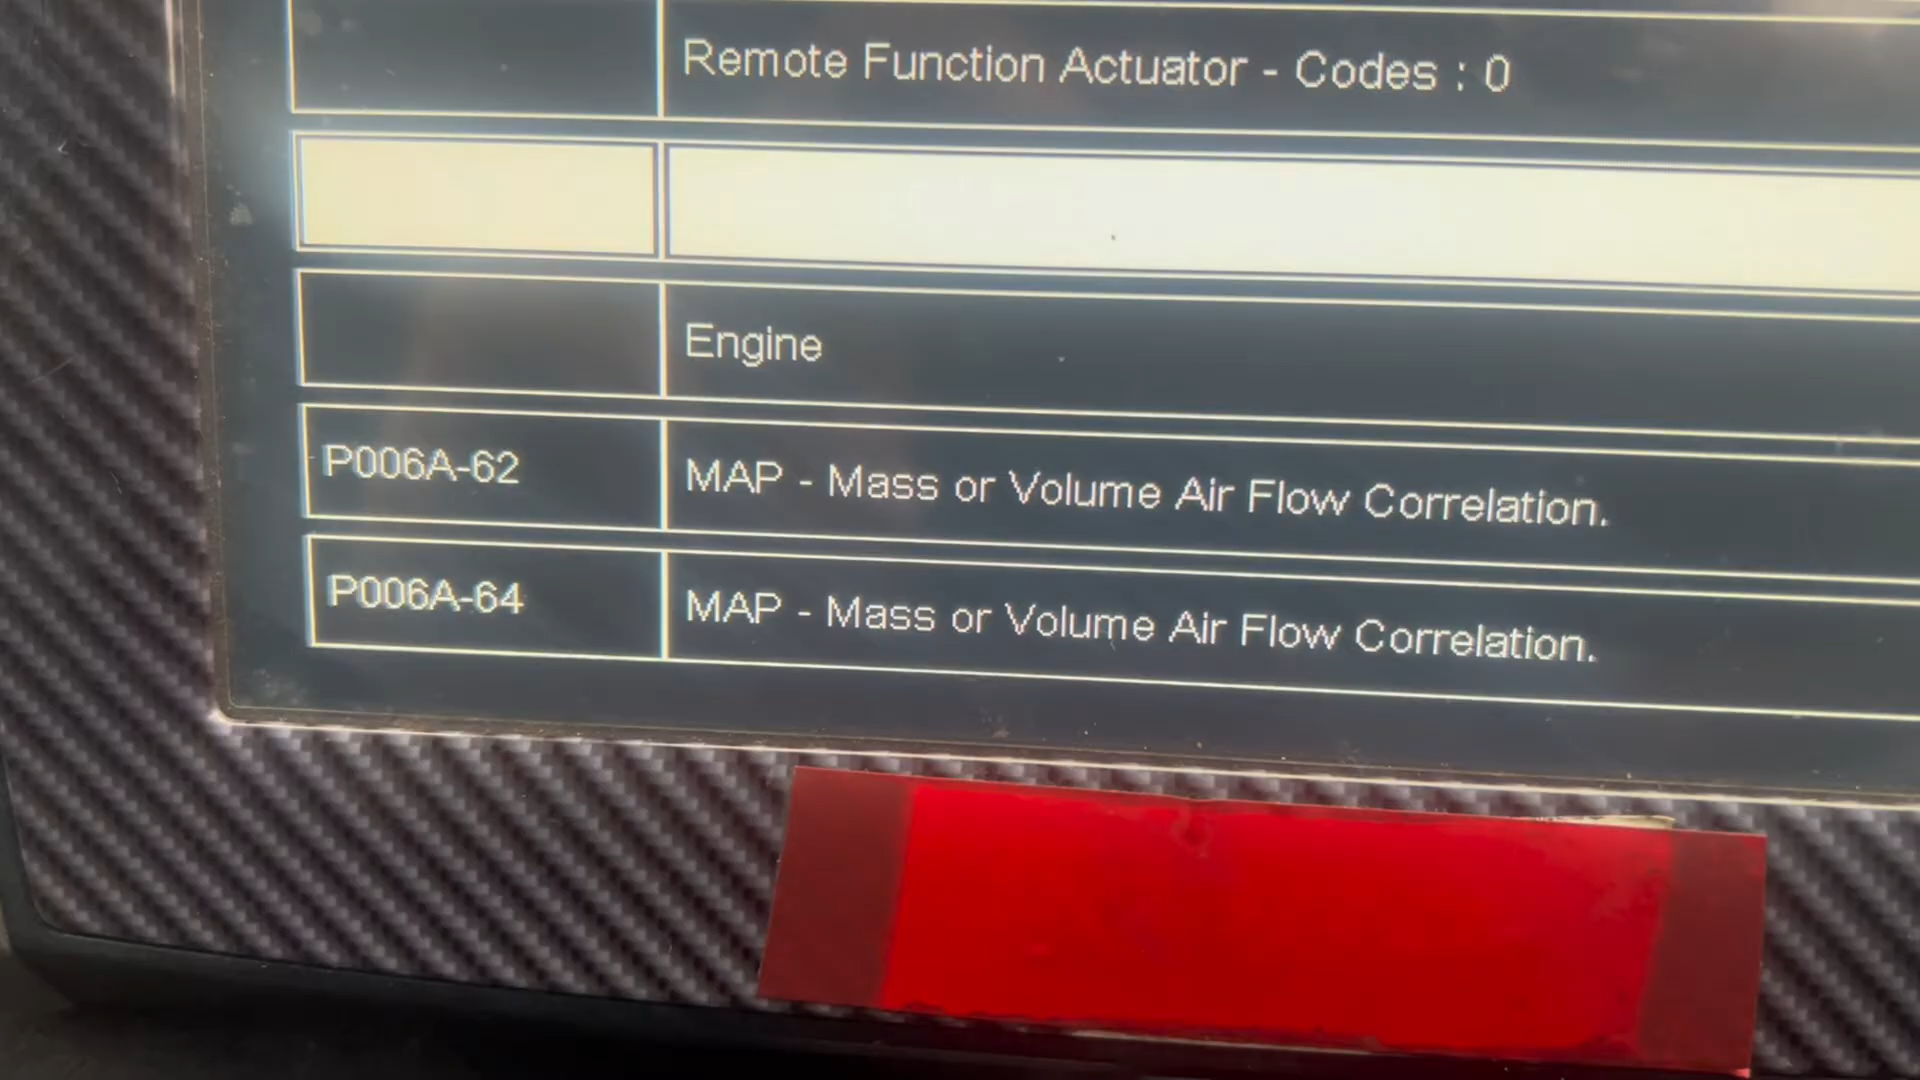 Remote Function Actuator - Codes : 0
Engine
P006A-62 MAP - Mass or Volume Air Flow Correlation.
P006A-64 MAP - Mass or Volume Air Flow Correlation.